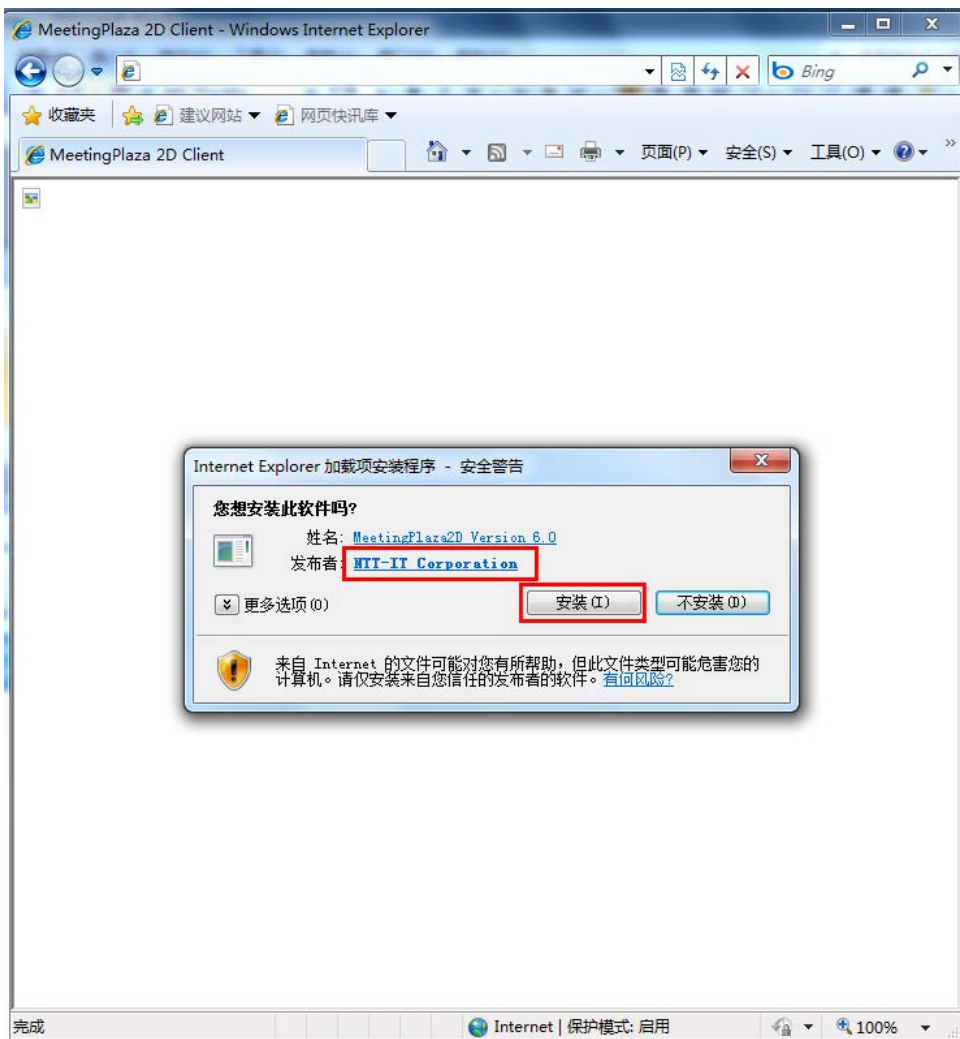 MeetingPlaza 2D Client - Windows Internet Explorer
Bing
收藏夹 建议网站 网页快讯库
MeetingPlaza 2D Client 页面(P) 安全(S) 工具(O)
Internet Explorer 加载项安装程序 - 安全警告
您想安装此软件吗?
姓名: MeetingPlaza2D Version 6.0
发布者: NTT-IT Corporation
更多选项(O) 安装(I) 不安装(D)
来自 Internet 的文件可能对您有所帮助,但此文件类型可能危害您的
计算机。请仅安装来自您信任的发布者的软件。有何风险?
完成 Internet | 保护模式: 启用 100%